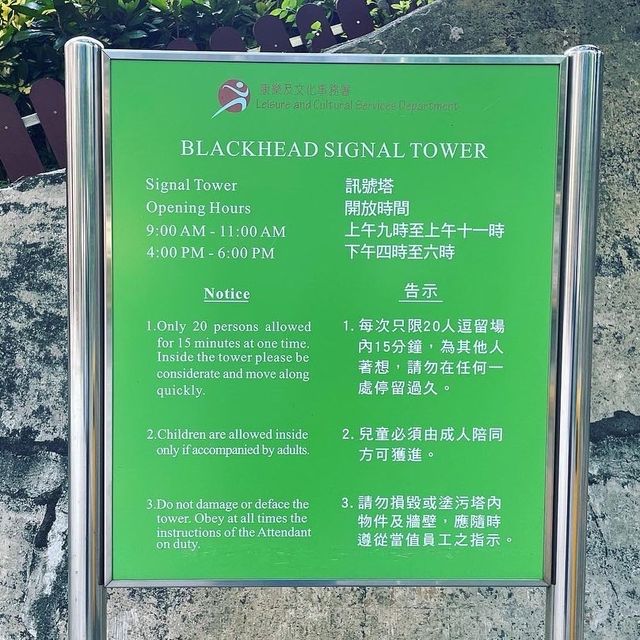 康樂及文化事務署
Leisure and Cultural Services Department
BLACKHEAD SIGNAL TOWER
Signal Tower
Opening Hours
9:00 AM - 11:00 AM
4:00 PM - 6:00 PM
訊號塔
開放時間
上午九時至上午十一時
下午四時至六時
Notice
1.Only 20 persons allowed
for 15 minutes at one time.
Inside the tower please be
considerate and move along
quickly.
2.Children are allowed inside
only if accompanied by adults.
3.Do not damage or deface the
tower. Obey at all times the
instructions of the Attendant
on duty.
告示
1. 每次只限20人逗留場
內15分鐘，為其他人
著想，請勿在任何一
處停留過久。
2. 兒童必須由成人陪同
方可獲進。
3. 請勿損毀或塗污塔內
物件及牆壁，應隨時
遵從當值員工之指示。